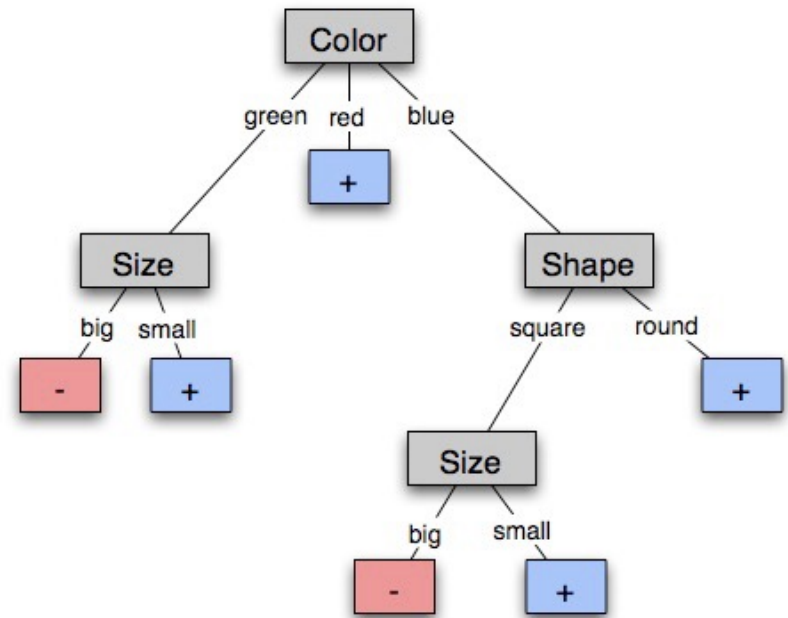 Color
green red blue
+
Size Shape
big small square round
- + +
Size
big small
- +